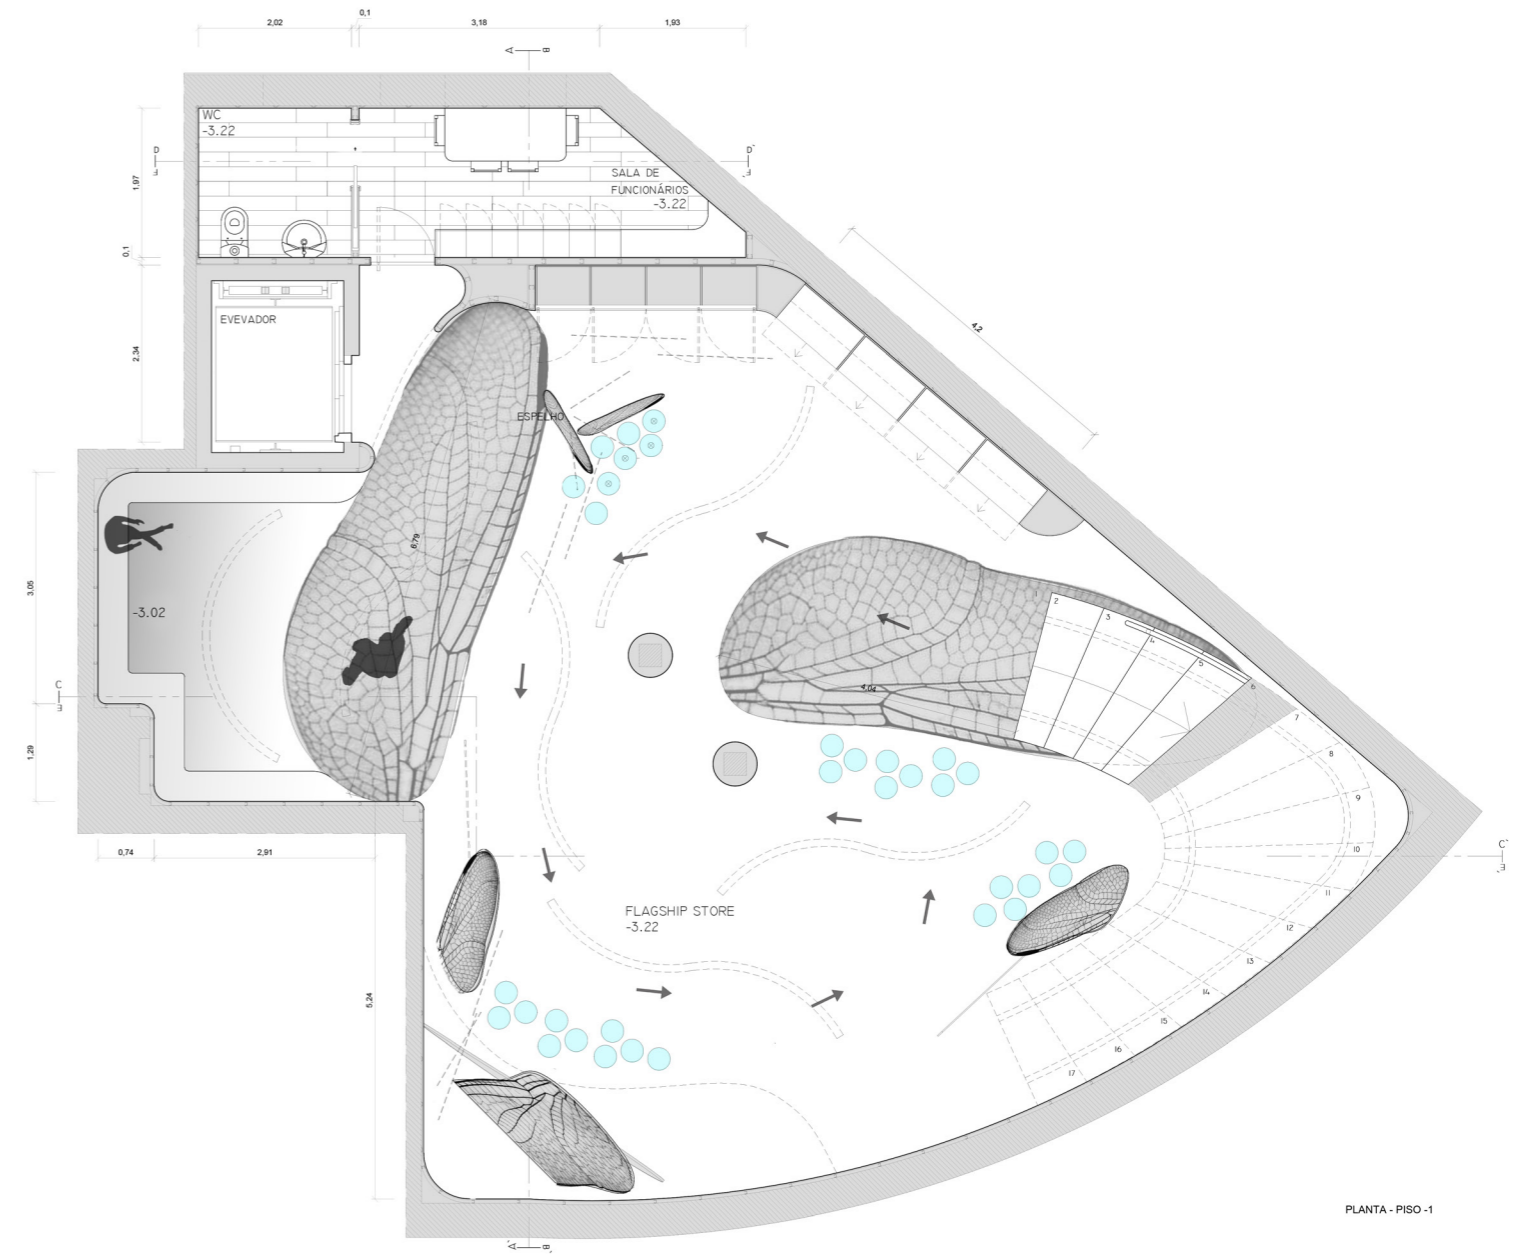 0,1
2,02
3,18
1,93
A
B
WC
-3.22
D
E
D`
E`
SALA DE
FUNCIONÁRIOS
-3.22
1,97
0,1
EVEVADOR
2,34
4,2
ESPELHO
6,79
3,05
-3.02
1
2
3
4
5
6
7
8
9
10
11
12
13
14
15
16
17
4,04
C
E
1,29
0,74
2,91
C`
E`
FLAGSHIP STORE
-3.22
5,24
PLANTA - PISO -1
A`
B`